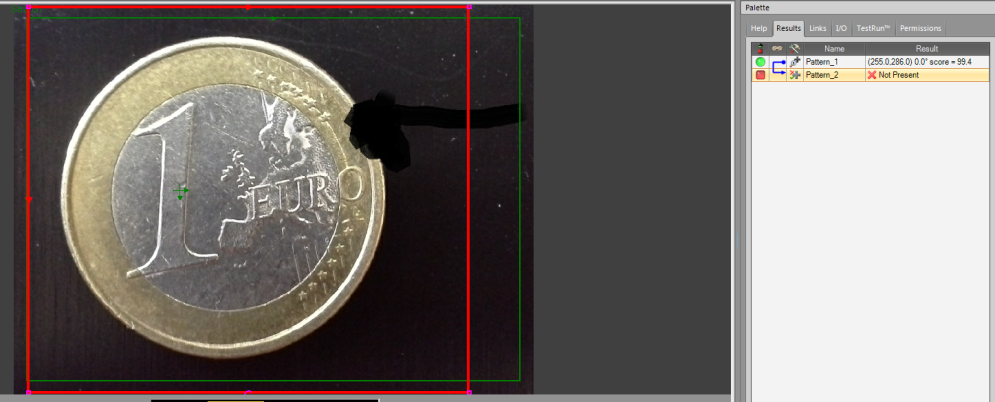 Palette
Help Results Links I/O TestRun™ Permissions
Name Result
Pattern_1 (255.0,286.0) 0.0° score = 99.4
Pattern_2 Not Present
1 EURO